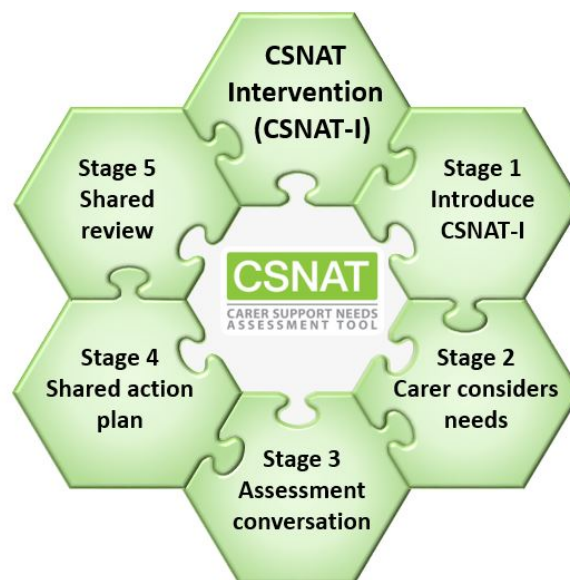 CSNAT
Intervention
(CSNAT-I)
Stage 1
Introduce
CSNAT-I
Stage 2
Carer considers
needs
Stage 3
Assessment
conversation
Stage 4
Shared action
plan
Stage 5
Shared
review
CSNAT
CARER SUPPORT NEEDS
ASSESSMENT TOOL